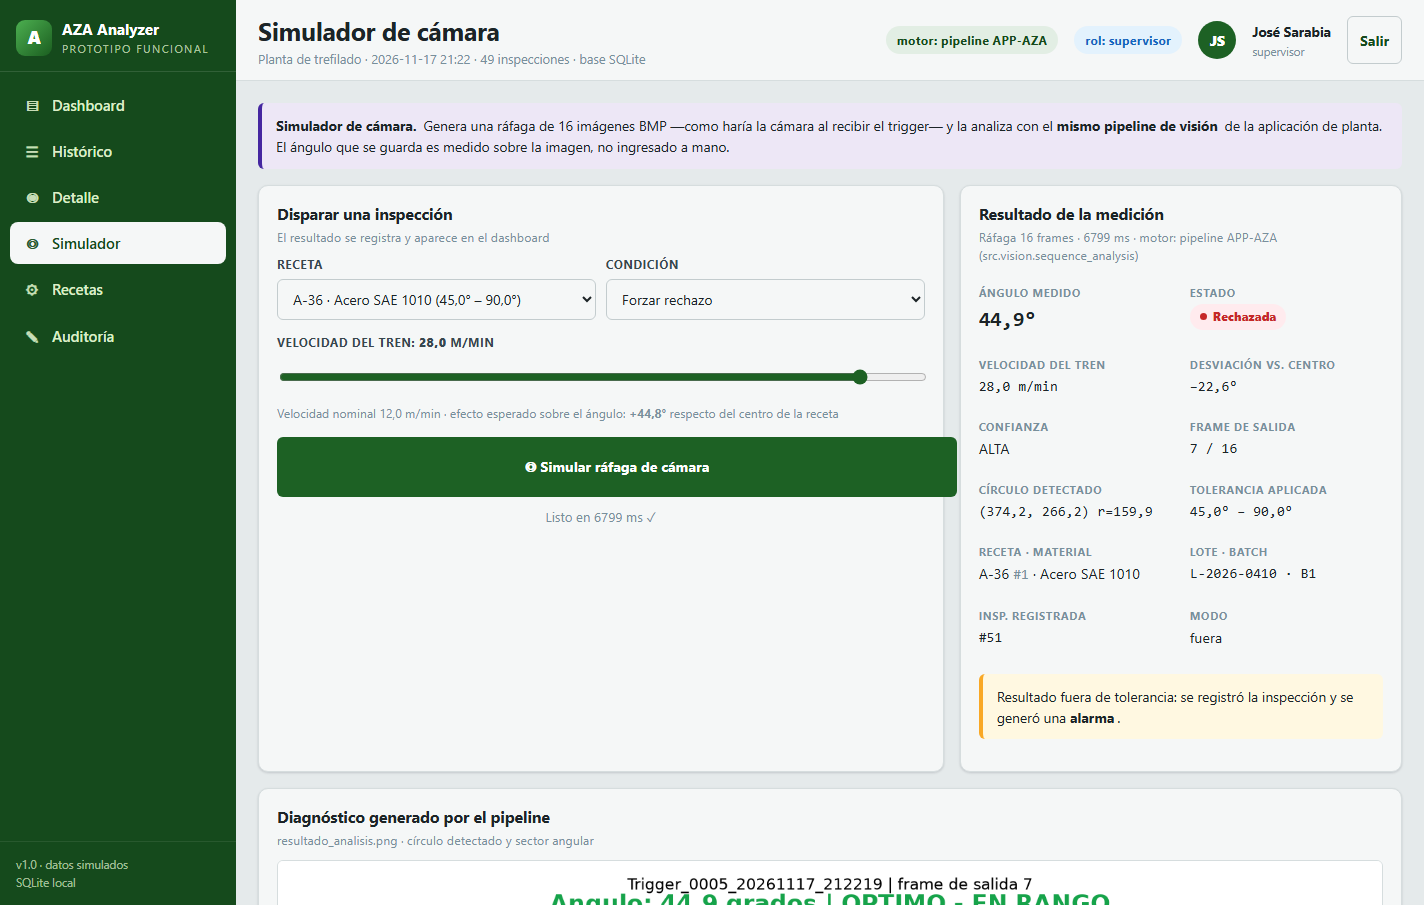 A
AZA Analyzer
PROTOTIPO FUNCIONAL
Dashboard
Histórico
Detalle
Simulador
Recetas
Auditoría
v1.0 · datos simulados
SQLite local
Simulador de cámara
Planta de trefilado · 2026-11-17 21:22 · 49 inspecciones · base SQLite
motor: pipeline APP-AZA
rol: supervisor
JS
José Sarabia
supervisor
Salir
Simulador de cámara. Genera una ráfaga de 16 imágenes BMP —como haría la cámara al recibir el trigger— y la analiza con el mismo pipeline de visión de la aplicación de planta.
El ángulo que se guarda es medido sobre la imagen, no ingresado a mano.
Disparar una inspección
El resultado se registra y aparece en el dashboard
RECETA
CONDICIÓN
A-36 · Acero SAE 1010 (45,0° – 90,0°)
Forzar rechazo
VELOCIDAD DEL TREN: 28,0 M/MIN
Velocidad nominal 12,0 m/min · efecto esperado sobre el ángulo: +44,8° respecto del centro de la receta
Simular ráfaga de cámara
Listo en 6799 ms ✓
Resultado de la medición
Ráfaga 16 frames · 6799 ms · motor: pipeline APP-AZA
(src.vision.sequence_analysis)
ÁNGULO MEDIDO
ESTADO
44,9°
Rechazada
VELOCIDAD DEL TREN
DESVIACIÓN VS. CENTRO
28,0 m/min
−22,6°
CONFIANZA
FRAME DE SALIDA
ALTA
7 / 16
CÍRCULO DETECTADO
TOLERANCIA APLICADA
(374,2, 266,2) r=159,9
45,0° – 90,0°
RECETA · MATERIAL
LOTE · BATCH
A-36 #1 · Acero SAE 1010
L-2026-0410 · B1
INSP. REGISTRADA
MODO
#51
fuera
Resultado fuera de tolerancia: se registró la inspección y se
generó una alarma .
Diagnóstico generado por el pipeline
resultado_analisis.png · círculo detectado y sector angular
Trigger_0005_20261117_212219 | frame de salida 7
Angulo: 44.9 grados | OPTIMO - EN RANGO